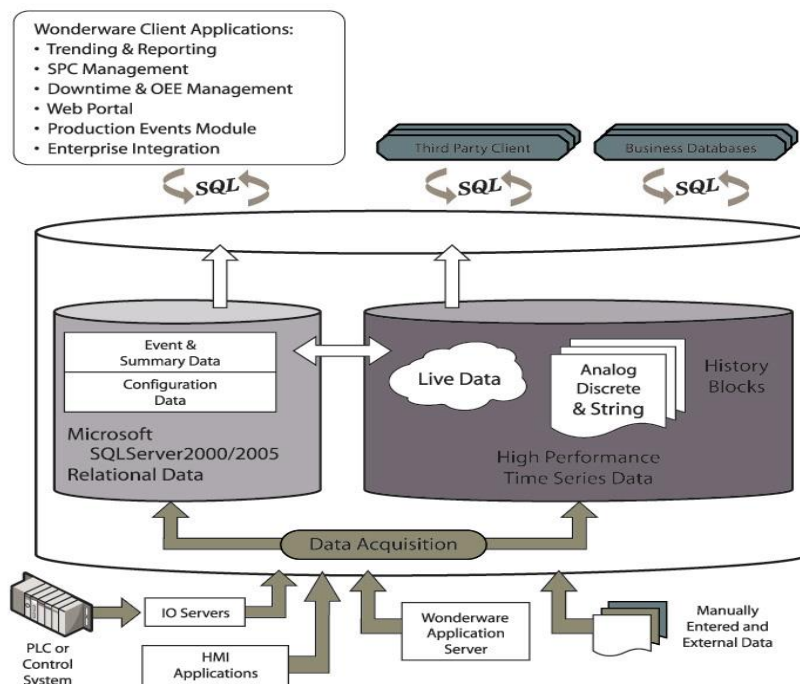 Wonderware Client Applications:
• Trending & Reporting
• SPC Management
• Downtime & OEE Management
• Web Portal
• Production Events Module
• Enterprise Integration
Third Party Client
Business Databases
SQL
SQL
SQL
Event &
Summary Data
Configuration
Data
Microsoft
SQLServer2000/2005
Relational Data
Live Data
Analog
Discrete
& String
History
Blocks
High Performance
Time Series Data
Data Acquisition
PLC or
Control
System
IO Servers
HMI
Applications
Wonderware
Application
Server
Manually
Entered and
External Data